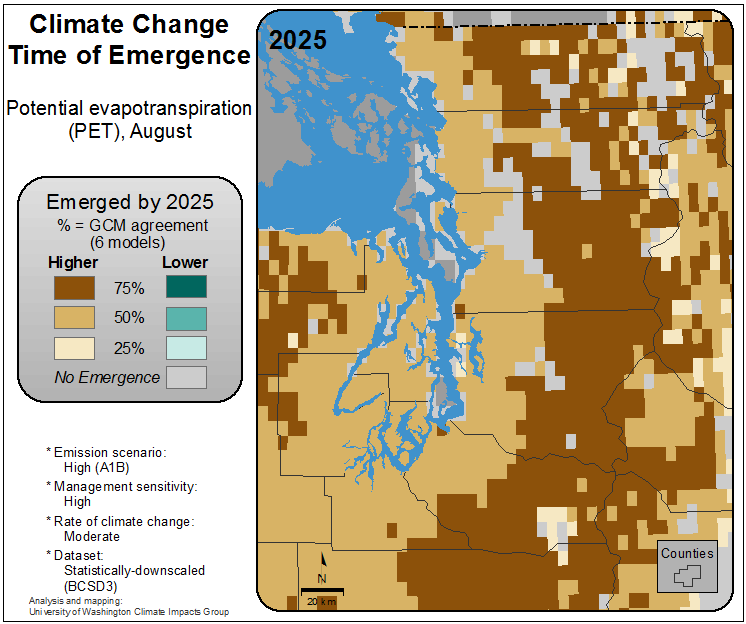 Climate Change
Time of Emergence
Potential evapotranspiration
(PET), August
Emerged by 2025
% = GCM agreement
(6 models)
Higher Lower
75%
50%
25%
No Emergence
* Emission scenario:
High (A1B)
* Management sensitivity:
High
* Rate of climate change:
Moderate
* Dataset:
Statistically-downscaled
(BCSD3)
Analysis and mapping:
University of Washington Climate Impacts Group
2025
N
20 km
Counties